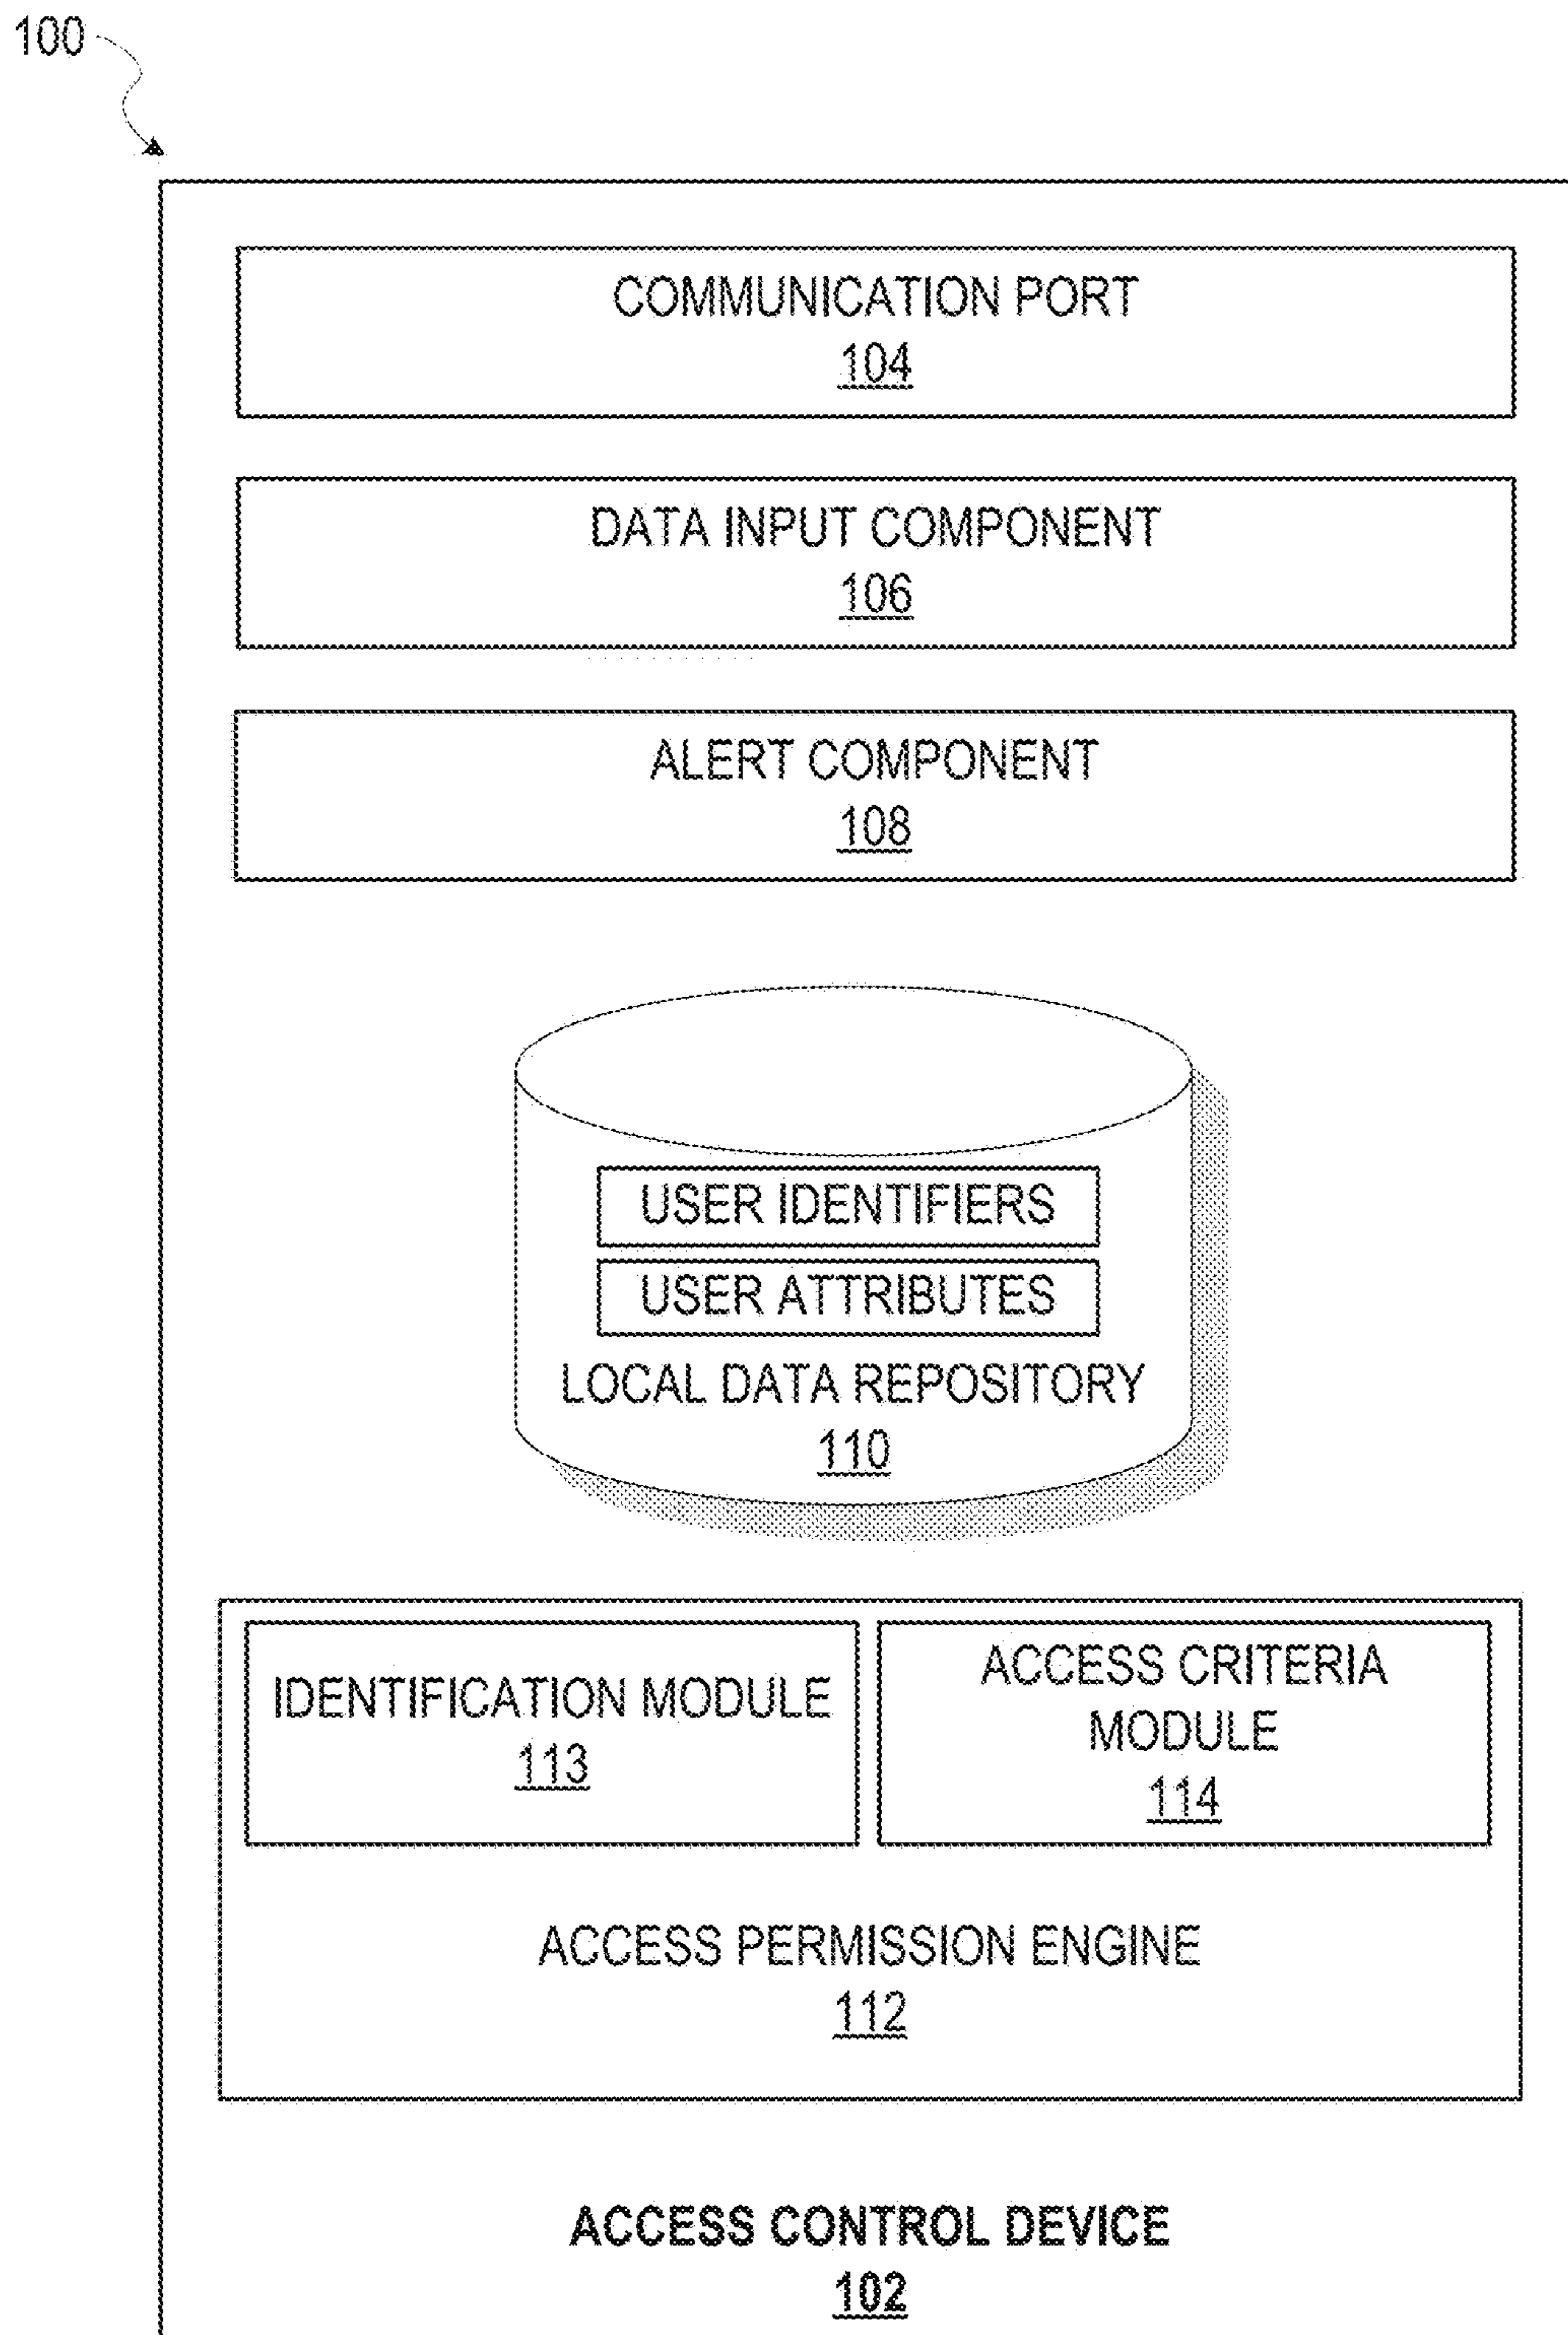 100
COMMUNICATION PORT
104
DATA INPUT COMPONENT
106
ALERT COMPONENT
108
USER IDENTIFIERS
USER ATTRIBUTES
LOCAL DATA REPOSITORY
110
IDENTIFICATION MODULE
113
ACCESS CRITERIA
MODULE
114
ACCESS PERMISSION ENGINE
112
ACCESS CONTROL DEVICE
102